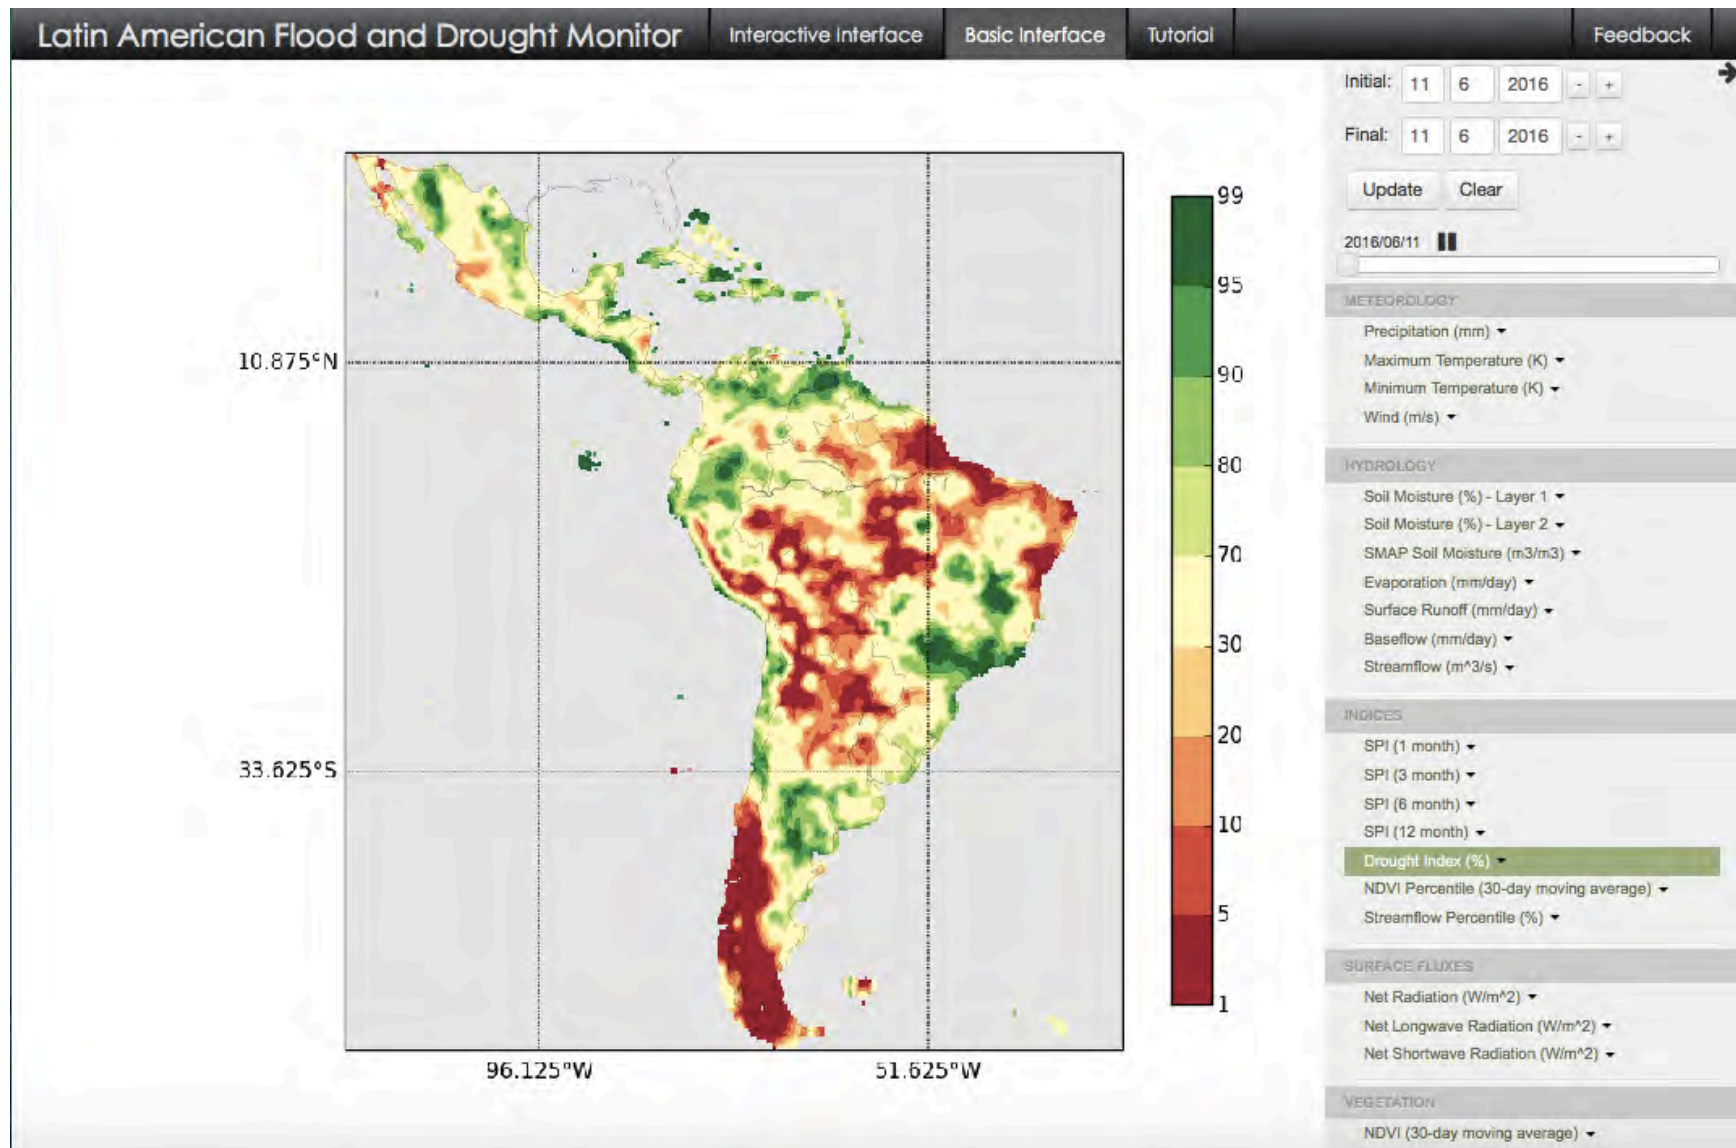 Latin American Flood and Drought Monitor Interactive Interface Basic Interface Tutorial Feedback
Initial: 11 6 2016 - +
Final: 11 6 2016 - +
Update Clear
2016/06/11
METEOROLOGY
Precipitation (mm)
Maximum Temperature (K)
Minimum Temperature (K)
Wind (m/s)
HYDROLOGY
Soil Moisture (%) - Layer 1
Soil Moisture (%) - Layer 2
SMAP Soil Moisture (m3/m3)
Evaporation (mm/day)
Surface Runoff (mm/day)
Baseflow (mm/day)
Streamflow (m^3/s)
INDICES
SPI (1 month)
SPI (3 month)
SPI (6 month)
SPI (12 month)
Drought Index (%)
NDVI Percentile (30-day moving average)
Streamflow Percentile (%)
SURFACE FLUXES
Net Radiation (W/m^2)
Net Longwave Radiation (W/m^2)
Net Shortwave Radiation (W/m^2)
VEGETATION
NDVI (30-day moving average)
10.875°N
33.625°S
96.125°W
51.625°W
99
95
90
80
70
30
20
10
5
1